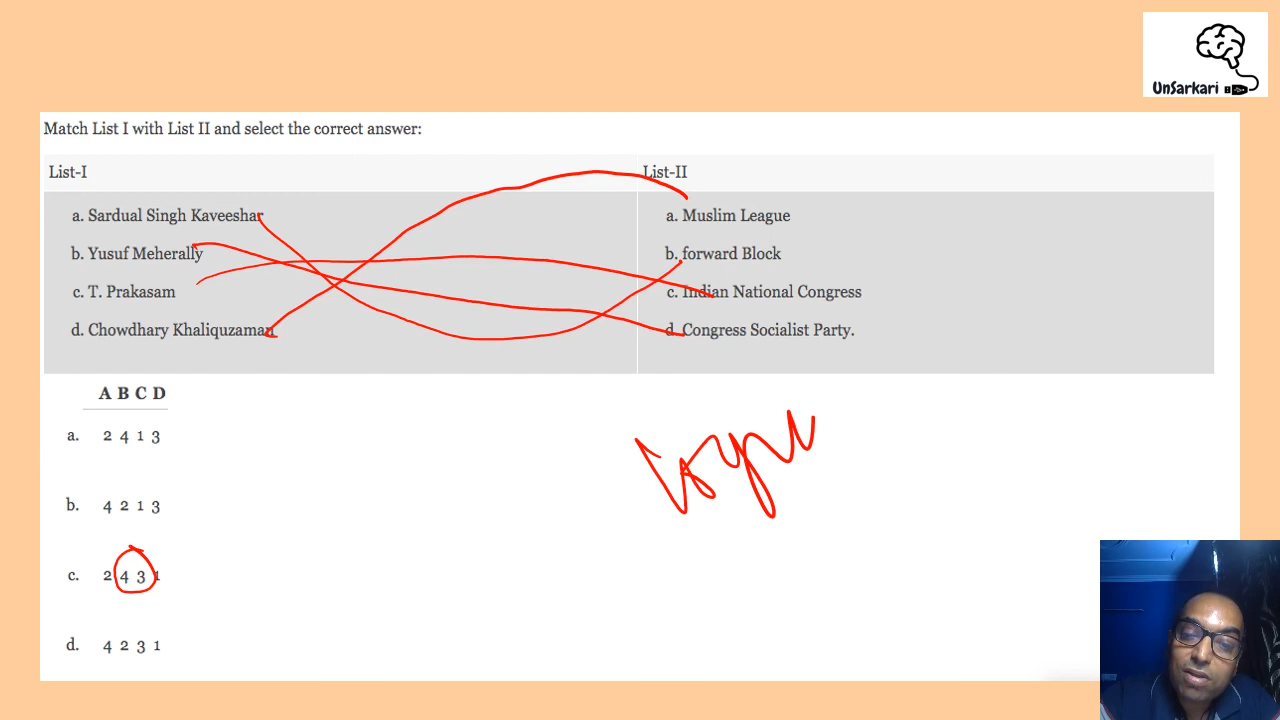 UnSarkari
Match List I with List II and select the correct answer:
List-I
List-II
a. Sardual Singh Kaveeshar
a. Muslim League
b. Yusuf Meherally
b. forward Block
c. T. Prakasam
c. Indian National Congress
d. Chowdhary Khaliquzaman
d. Congress Socialist Party.
A B C D
a. 2 4 1 3
b. 4 2 1 3
c. 2 4 3 1
d. 4 2 3 1